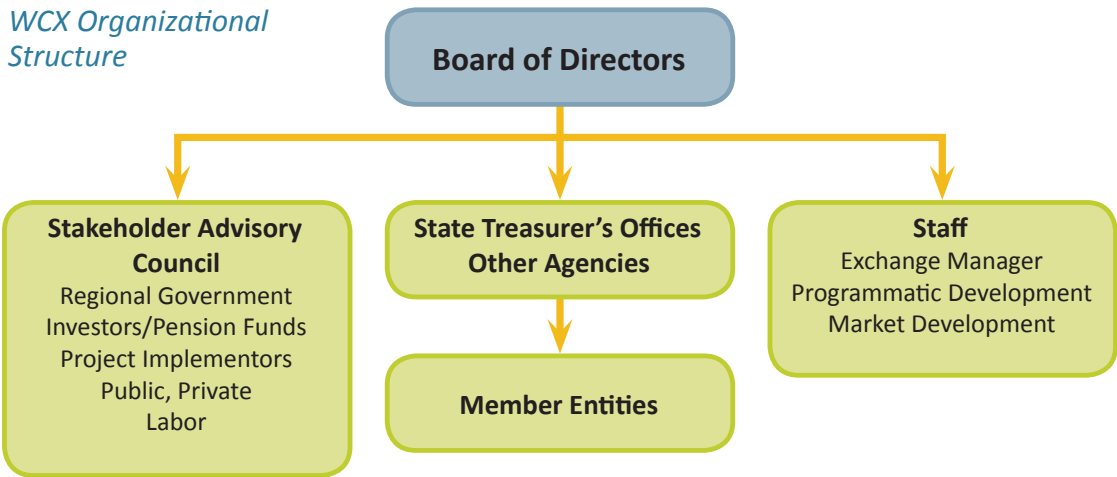 WCX Organizational
Structure
Board of Directors
Stakeholder Advisory
Council
Regional Government
Investors/Pension Funds
Project Implementors
Public, Private
Labor
State Treasurer’s Offices
Other Agencies
Member Entities
Staff
Exchange Manager
Programmatic Development
Market Development